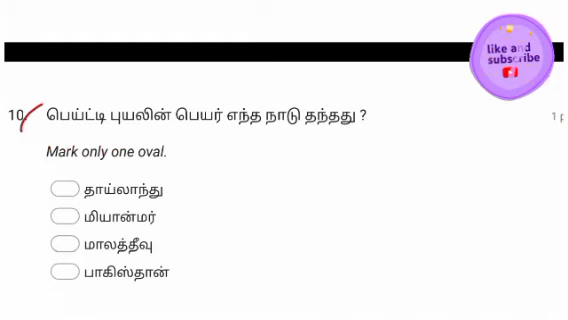 like and
subscribe
10. பெய்ட்டி புயலின் பெயர் எந்த நாடு தந்தது ?
1 p
Mark only one oval.
தாய்லாந்து
மியான்மர்
மாலத்தீவு
பாகிஸ்தான்